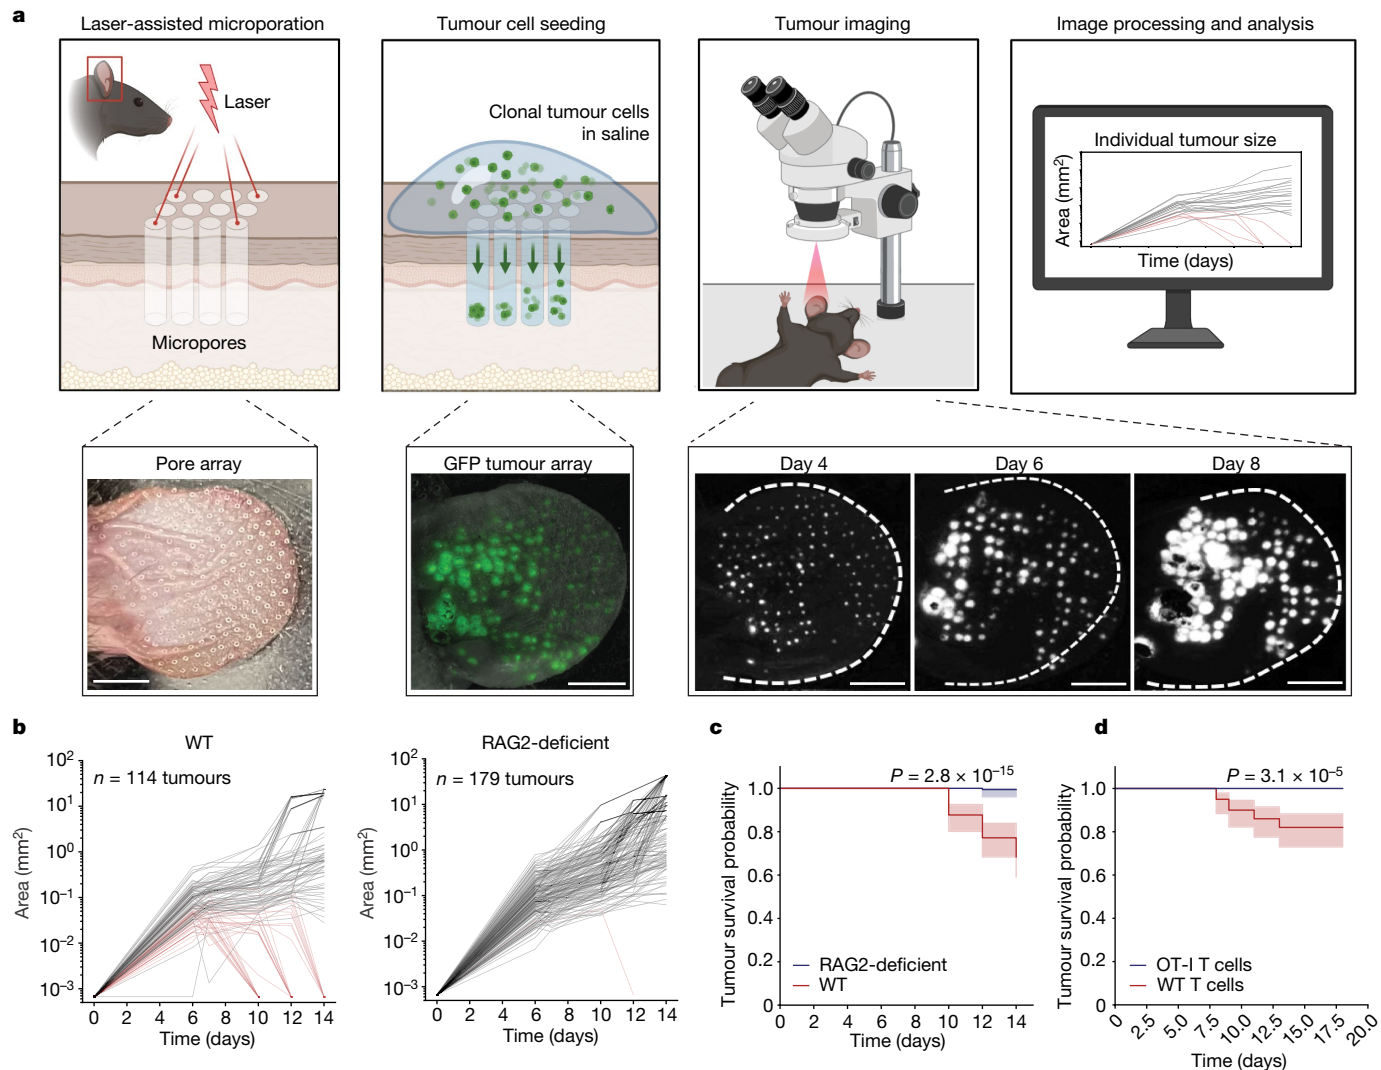 a
Laser-assisted microporation
Tumour cell seeding
Tumour imaging
Image processing and analysis
Laser
Micropores
Clonal tumour cells
in saline
Individual tumour size
Area (mm²)
Time (days)
Pore array
GFP tumour array
Day 4
Day 6
Day 8
b
WT
n = 114 tumours
Area (mm²)
10²
10¹
10⁰
10⁻¹
10⁻²
10⁻³
0 2 4 6 8 10 12 14
Time (days)
RAG2-deficient
n = 179 tumours
Area (mm²)
10²
10¹
10⁰
10⁻¹
10⁻²
10⁻³
0 2 4 6 8 10 12 14
Time (days)
c
P = 2.8 × 10⁻¹⁵
Tumour survival probability
1.0
0.8
0.6
0.4
0.2
0
RAG2-deficient
WT
0 2 4 6 8 10 12 14
Time (days)
d
P = 3.1 × 10⁻⁵
Tumour survival probability
1.0
0.8
0.6
0.4
0.2
0
OT-I T cells
WT T cells
0 2.5 5.0 7.5 10.0 12.5 15.0 17.5 20.0
Time (days)